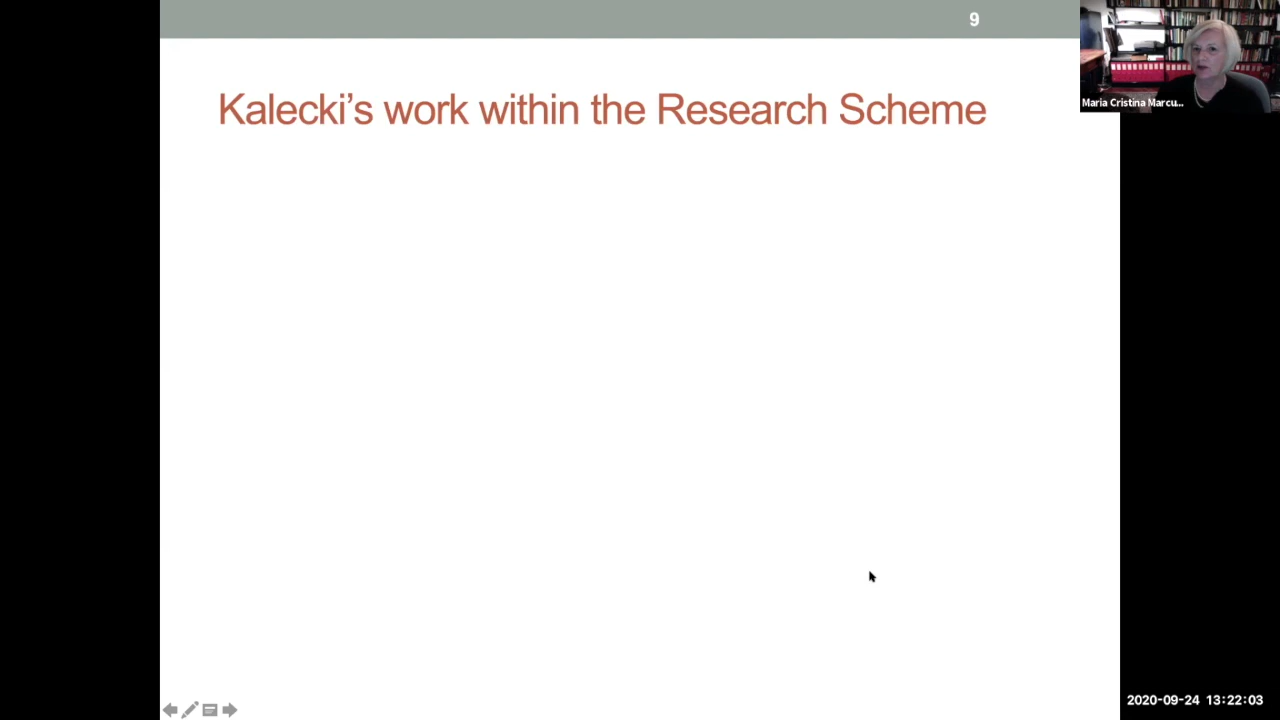 9
Kalecki’s work within the Research Scheme
Maria Cristina Marcu...
2020-09-24 13:22:03